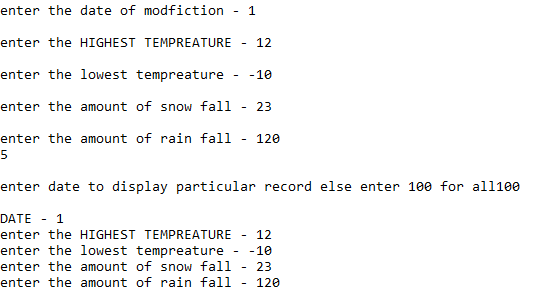 enter the date of modfiction - 1
enter the HIGHEST TEMPREATURE - 12
enter the lowest tempreature - -10
enter the amount of snow fall - 23
enter the amount of rain fall - 120
5
enter date to display particular record else enter 100 for all100
DATE - 1
enter the HIGHEST TEMPREATURE - 12
enter the lowest tempreature - -10
enter the amount of snow fall - 23
enter the amount of rain fall - 120